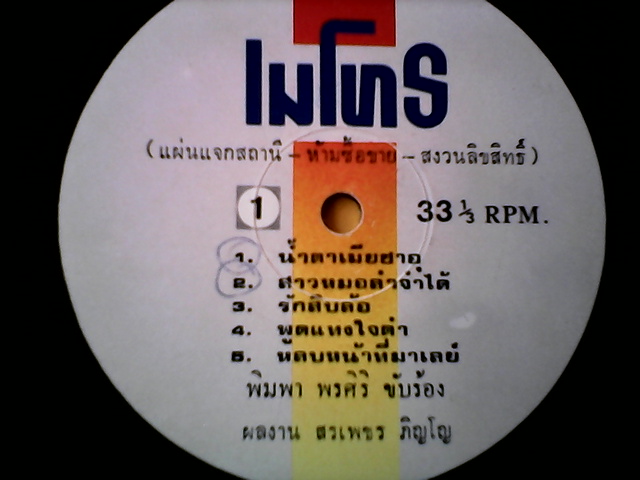 เมโทร
(แผ่นแจกสถานี – ห้ามซื้อขาย – สงวนลิขสิทธิ์)
1
33 ⅓ RPM.
1. น้ำตาเมียซาอุ
2. สาวหมอลำจำได้
3. รักสิบล้อ
4. พูดแทงใจดำ
5. หลบหน้าที่มาเลย์
พิมพา พรศิริ ขับร้อง
ผลงาน สรเพชร ภิญโญ